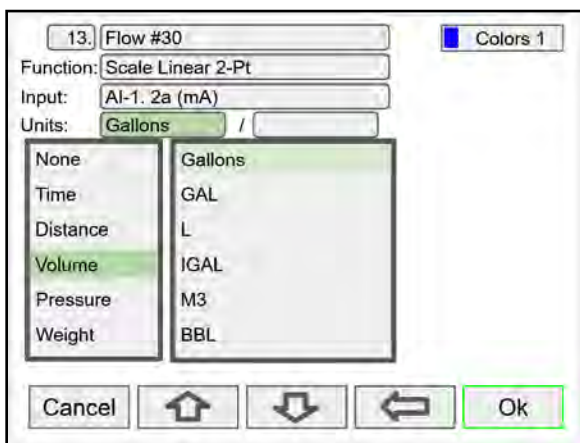 13. Flow #30 Colors 1
Function: Scale Linear 2-Pt
Input: AI-1. 2a (mA)
Units: Gallons /
None Gallons
Time GAL
Distance L
Volume IGAL
Pressure M3
Weight BBL
Cancel Ok